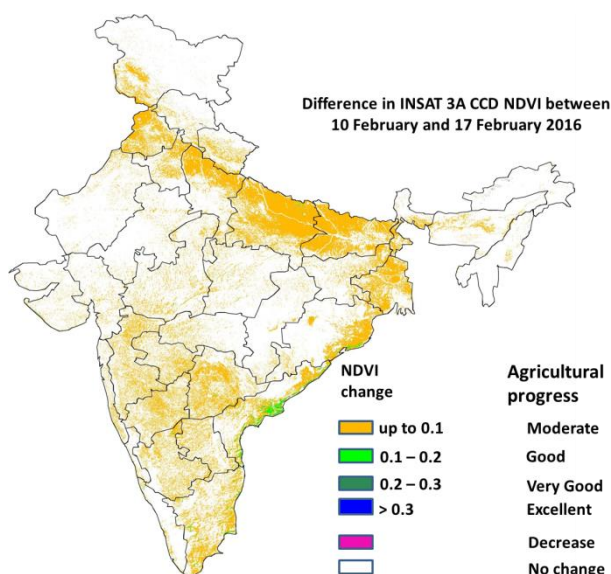 Difference in INSAT 3A CCD NDVI between
10 February and 17 February 2016
NDVI change
Agricultural progress
up to 0.1 Moderate
0.1 – 0.2 Good
0.2 – 0.3 Very Good
> 0.3 Excellent
Decrease
No change